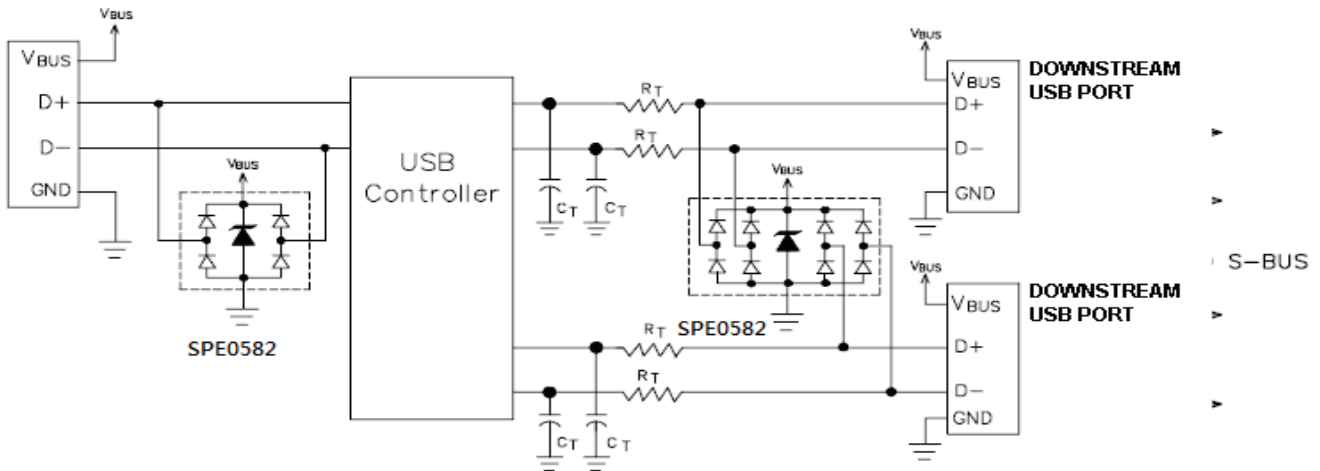 VBUS
VBUS
D+
D−
GND
VBUS
SPE0582
USB
Controller
RT
RT
CT
CT
VBUS
SPE0582
RT
RT
CT
CT
VBUS
VBUS
D+
D−
GND
DOWNSTREAM
USB PORT
VBUS
VBUS
D+
D−
GND
DOWNSTREAM
USB PORT
S−BUS